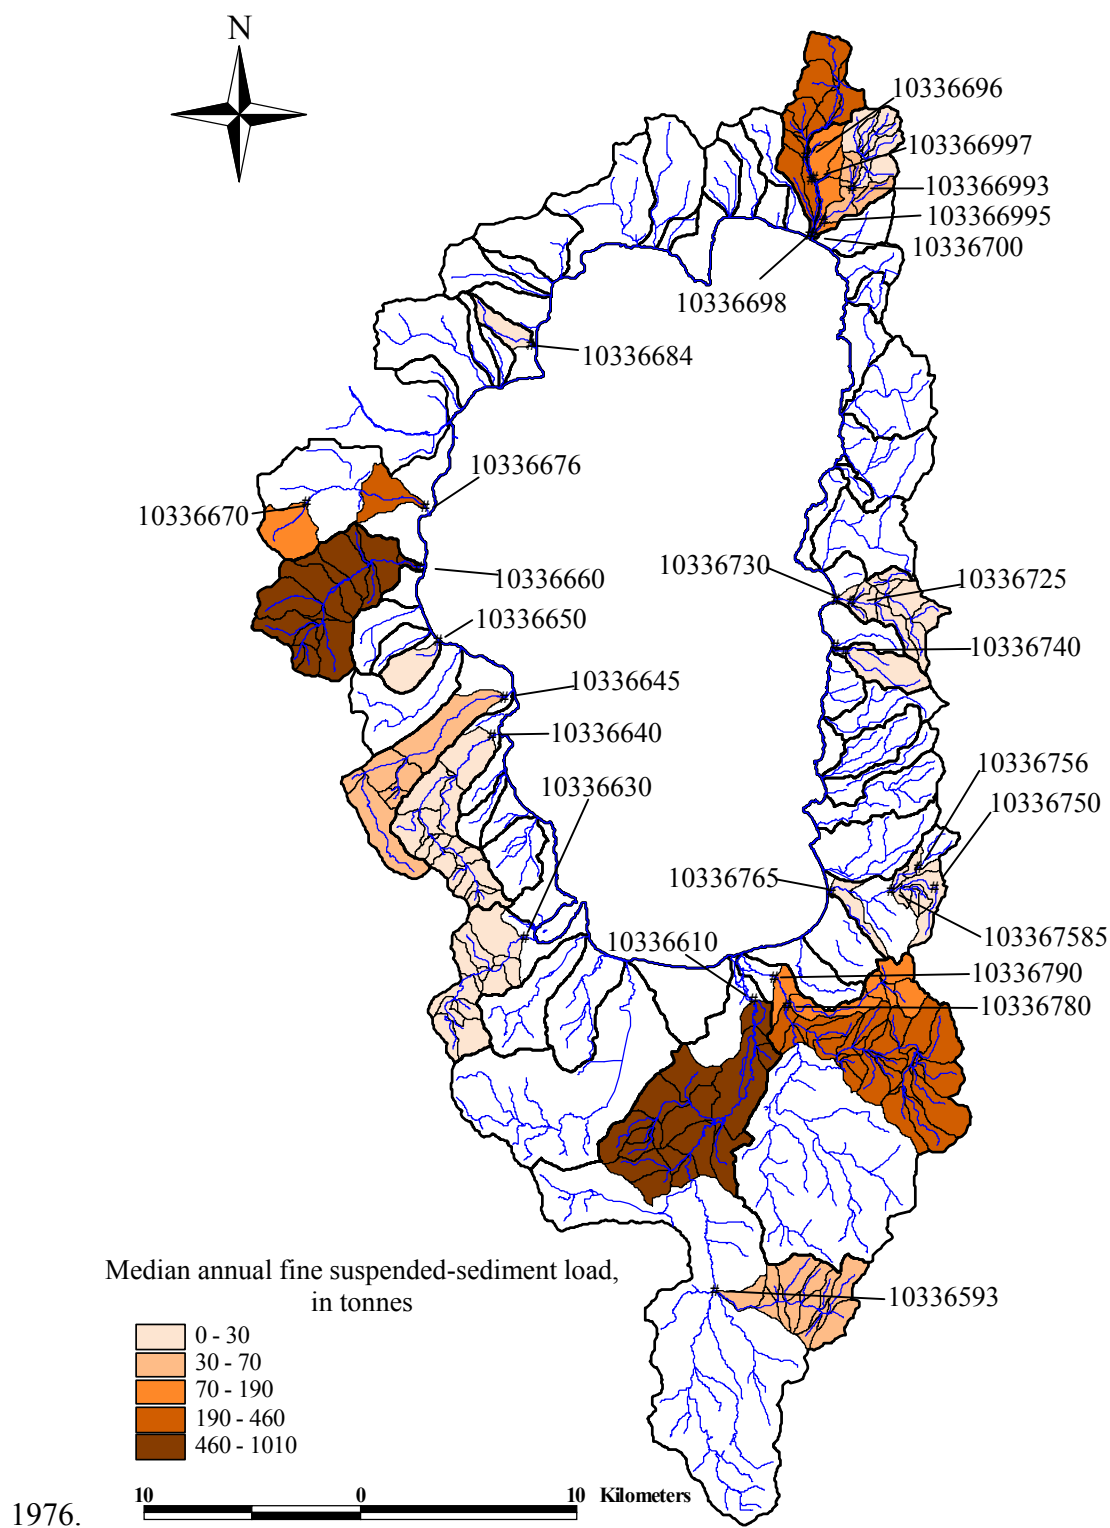 N
10336696
103366997
103366993
103366995
10336700
10336698
10336684
10336676
10336670
10336660
10336730
10336725
10336650
10336740
10336645
10336640
10336756
10336630
10336750
10336765
103367585
10336610
10336790
10336780
10336593
Median annual fine suspended-sediment load,
in tonnes
0 - 30
30 - 70
70 - 190
190 - 460
460 - 1010
10 0 10 Kilometers
1976.